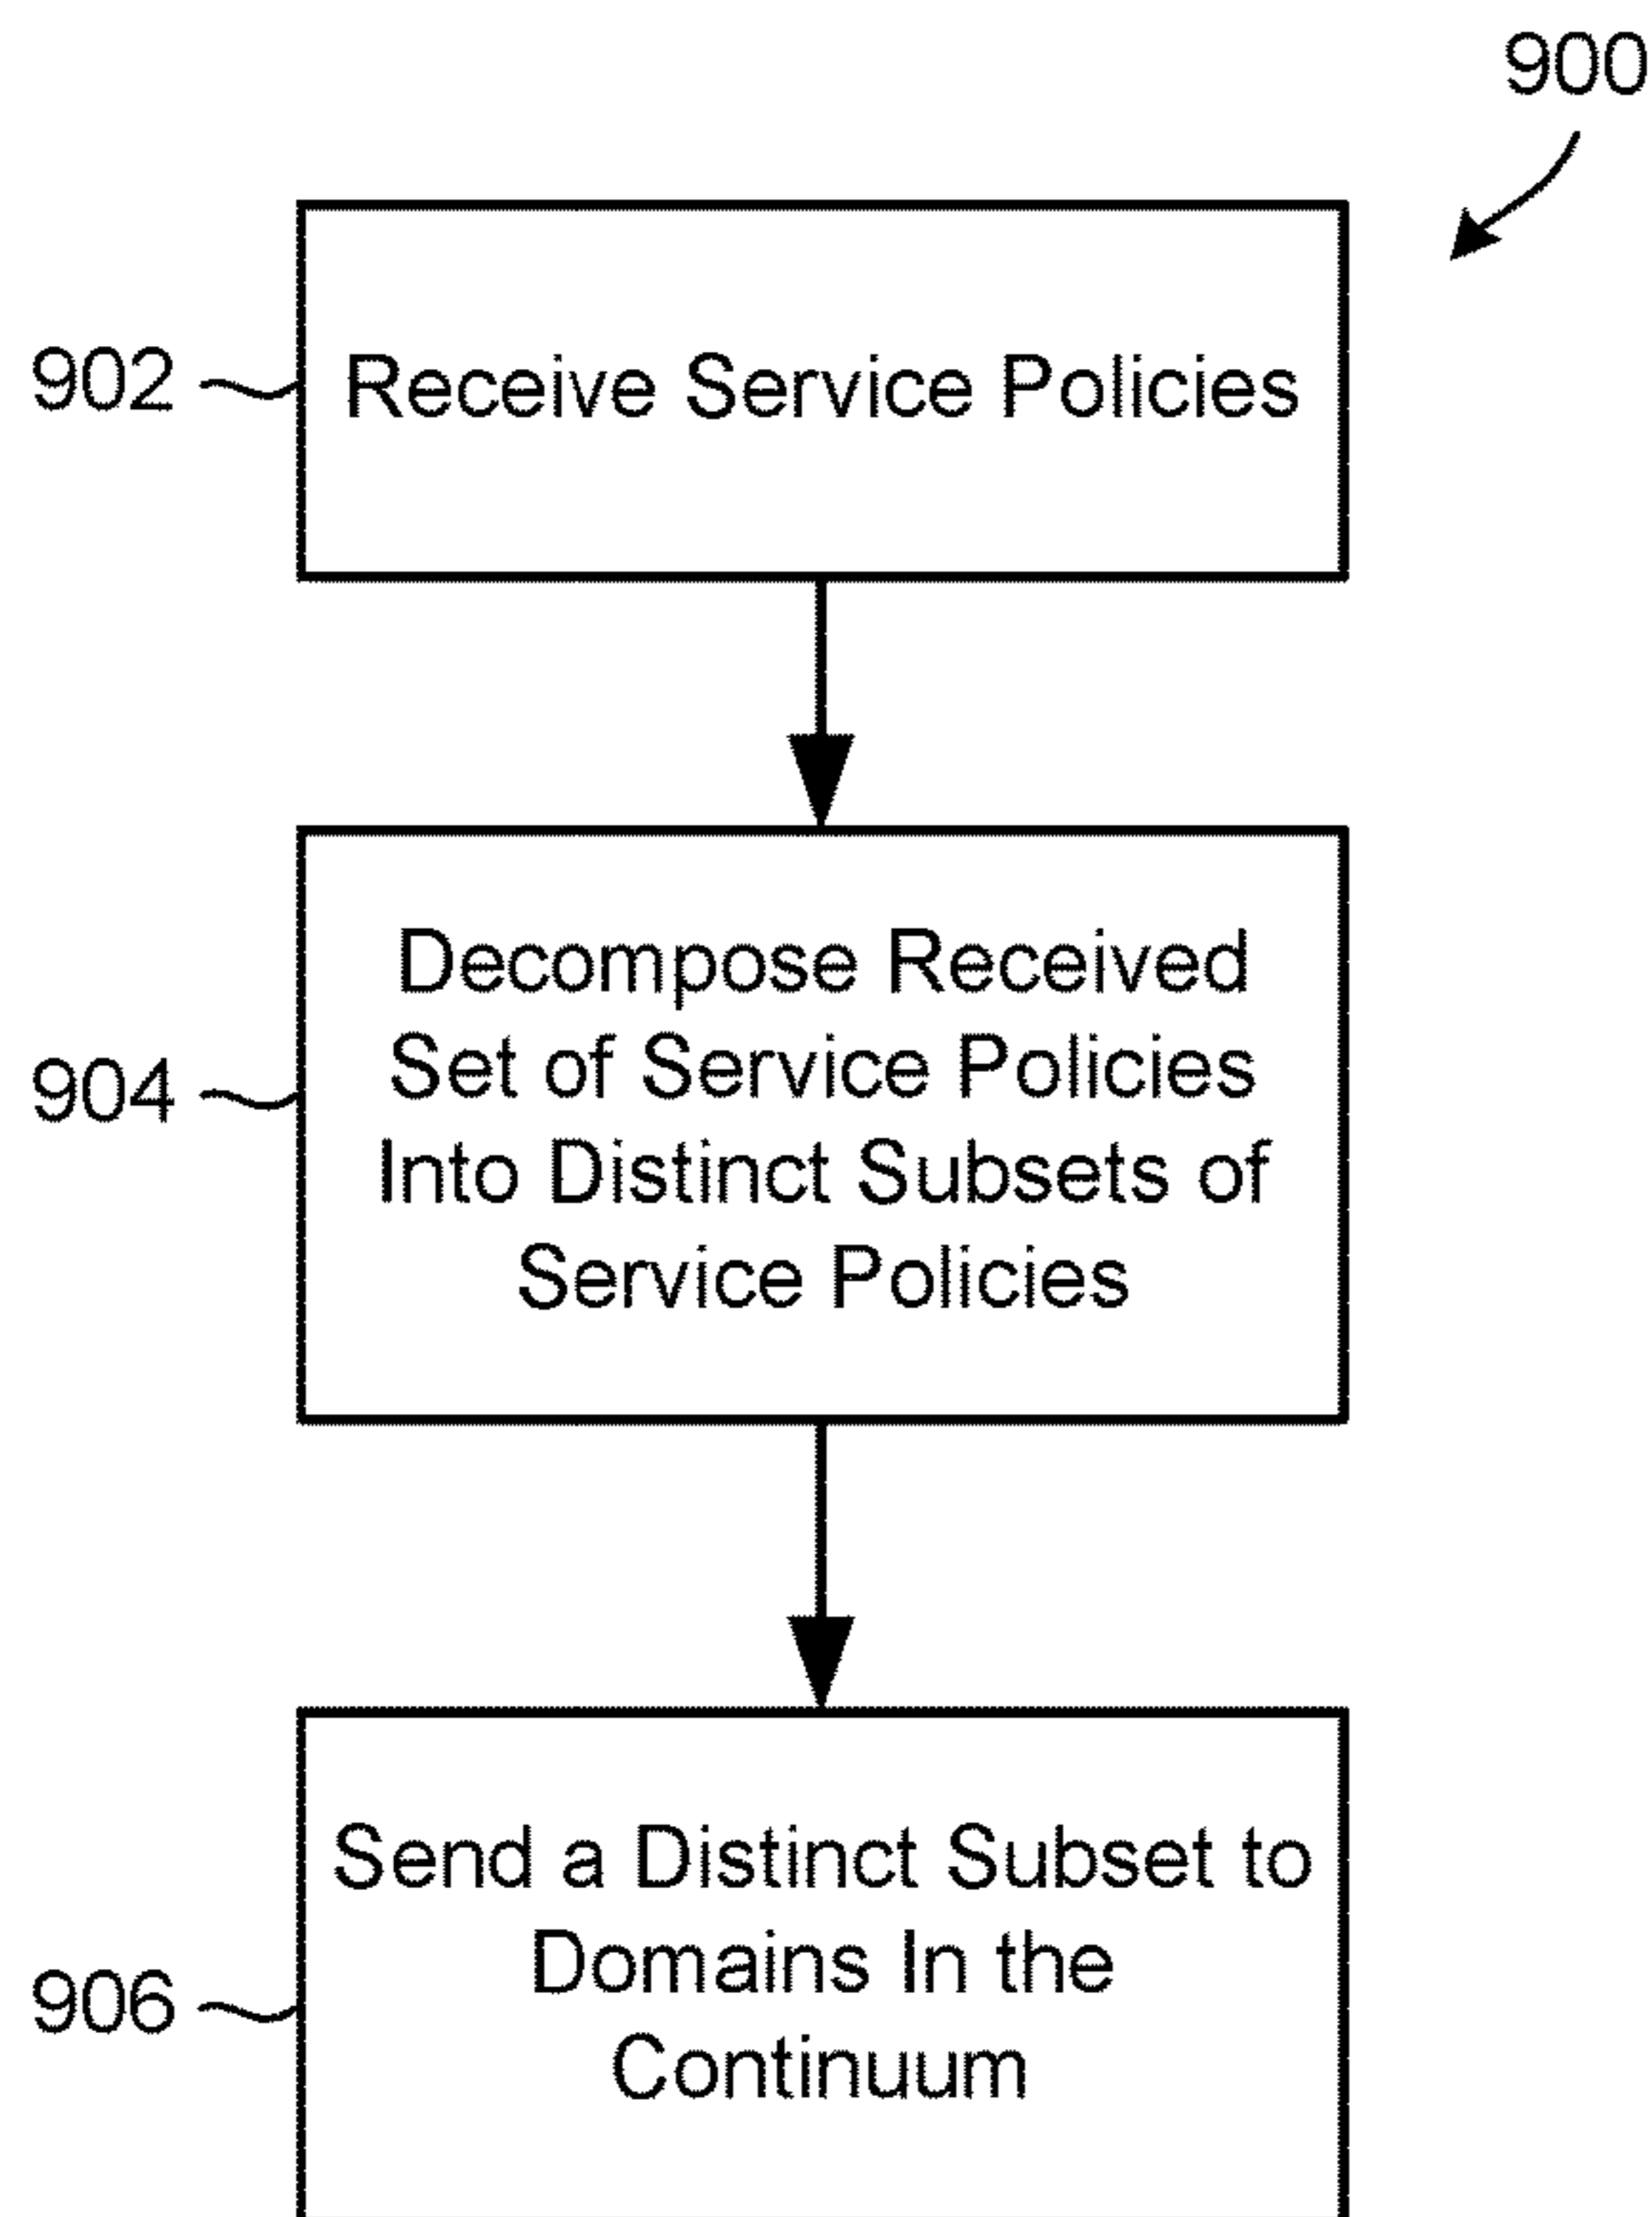 900
902
Receive Service Policies
904
Decompose Received
Set of Service Policies
Into Distinct Subsets of
Service Policies
906
Send a Distinct Subset to
Domains In the
Continuum